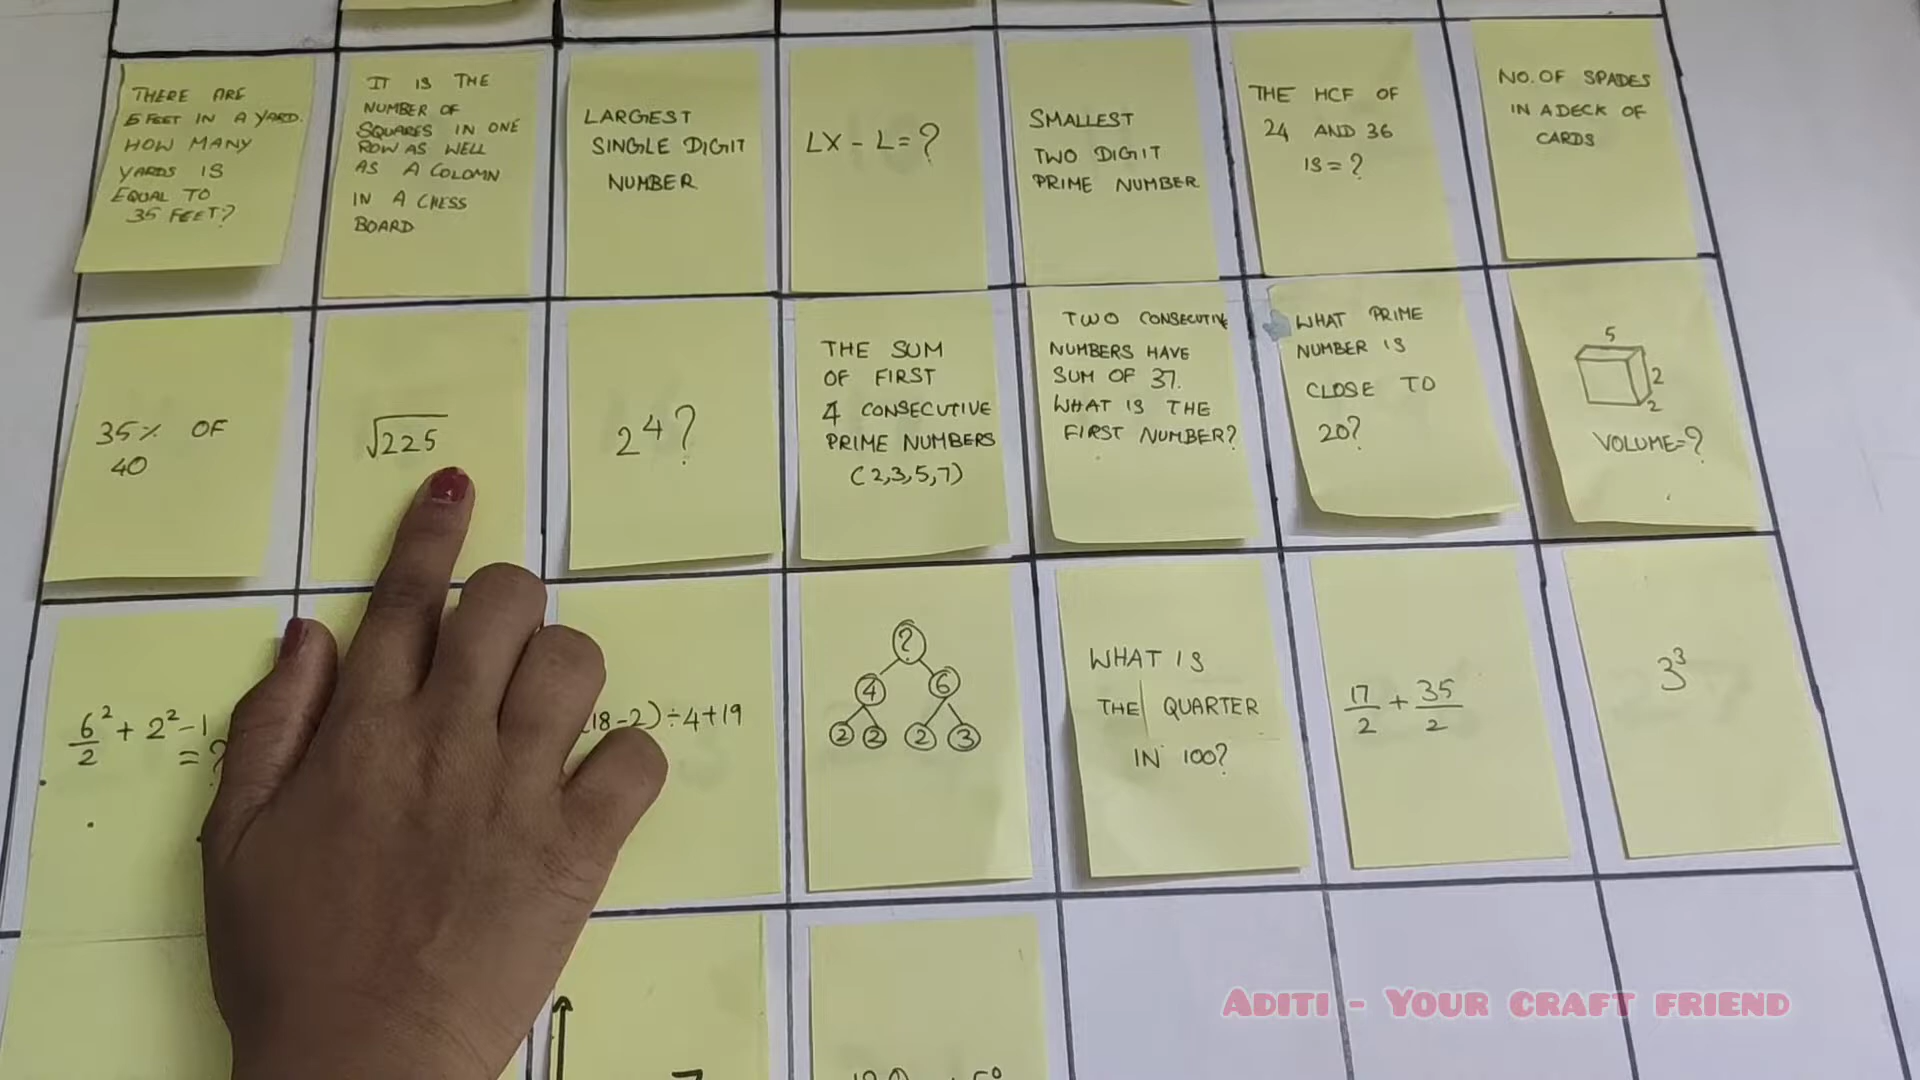 THERE ARE
5 FEET IN A YARD.
HOW MANY
YARDS IS
EQUAL TO
35 FEET?
IT IS THE
NUMBER OF
SQUARES IN ONE
ROW AS WELL
AS A COLOMN
IN A CHESS
BOARD
LARGEST
SINGLE DIGIT
NUMBER
LX - L = ?
SMALLEST
TWO DIGIT
PRIME NUMBER
THE HCF OF
24 AND 36
IS = ?
NO. OF SPADES
IN A DECK OF
CARDS
35% OF
40
√225
2⁴?
THE SUM
OF FIRST
4 CONSECUTIVE
PRIME NUMBERS
(2,3,5,7)
TWO CONSECUTIVE
NUMBERS HAVE
SUM OF 37.
WHAT IS THE
FIRST NUMBER?
WHAT PRIME
NUMBER IS
CLOSE TO
20?
5
2
2
VOLUME=?
6²/2 + 2² - 1
= ?
(18-2) ÷ 4 + 19
?
4 6
2 2 2 3
WHAT IS
THE QUARTER
IN 100?
17/2 + 35/2
3³
ADITI - YOUR CRAFT FRIEND